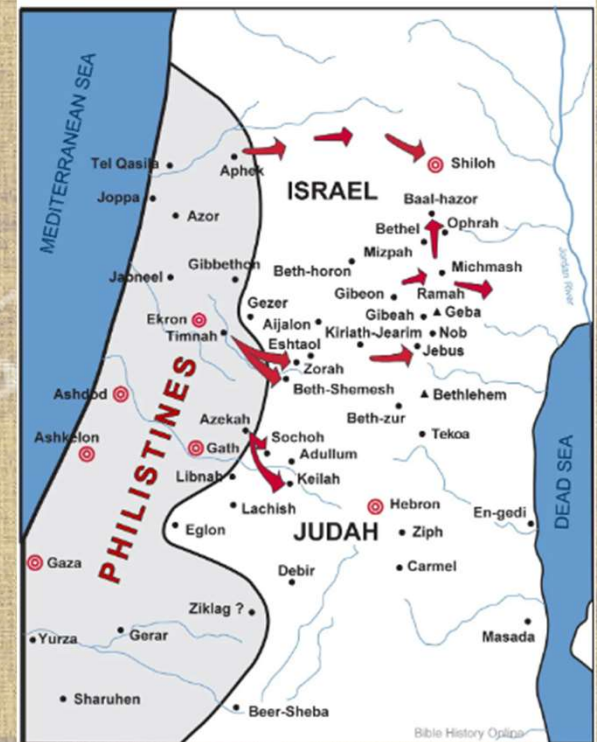 MEDITERRANEAN SEA
Tel Qasila
Aphek
Shiloh
ISRAEL
Joppa
Azor
Baal-hazor
Ophrah
Bethel
Mizpah
Gibbethon
Beth-horon
Michmash
Jordan River
Jabneel
Gibeon
Ramah
Gezer
Gibeah
Geba
Ekron
Aijalon
Kiriath-Jearim
Nob
Timnah
Eshtaol
Jebus
Zorah
Beth-Shemesh
Bethlehem
Ashdod
PHILISTINES
Beth-zur
Azekah
Tekoa
Ashkelon
Sochoh
Gath
Adullum
Libnah
Keilah
DEAD SEA
Lachish
Hebron
En-gedi
Eglon
JUDAH
Ziph
Gaza
Debir
Carmel
Ziklag ?
Yurza
Gerar
Masada
Sharuhen
Beer-Sheba
Bible History Online